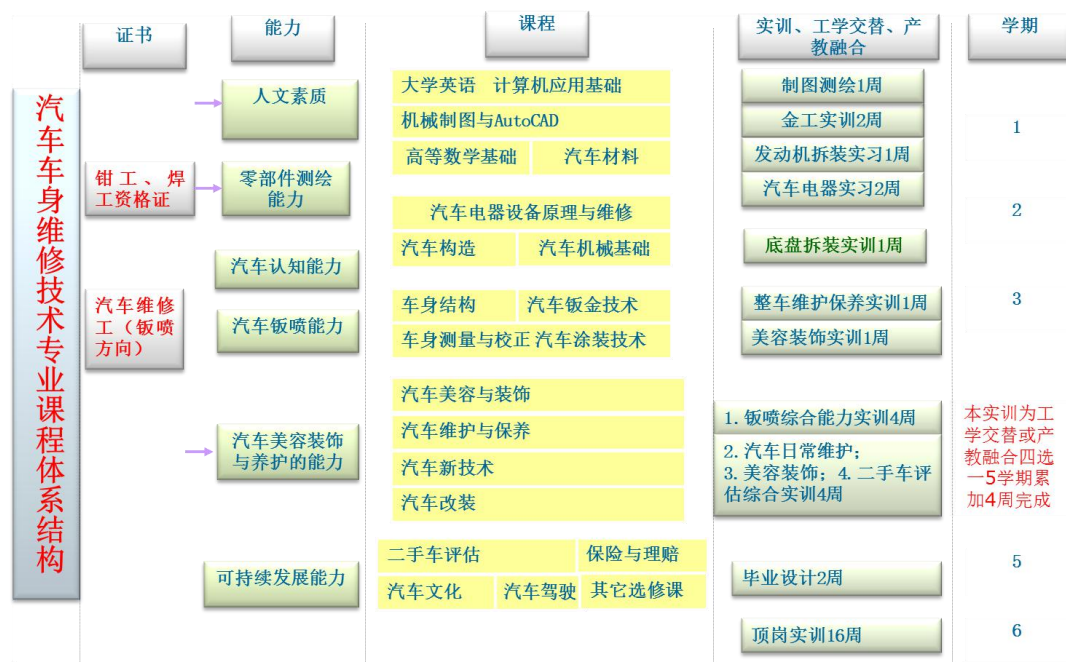 证书
能力
课程
实训、工学交替、产
教融合
学期
汽车车身维修技术专业课程体系结构
钳工、焊
工资格证
汽车维修
工（钣喷
方向）
人文素质
零部件测绘
能力
汽车认知能力
汽车钣喷能力
汽车美容装饰
与养护的能力
可持续发展能力
大学英语 计算机应用基础
机械制图与AutoCAD
高等数学基础 汽车材料
汽车电器设备原理与维修
汽车构造 汽车机械基础
车身结构 汽车钣金技术
车身测量与校正 汽车涂装技术
汽车美容与装饰
汽车维护与保养
汽车新技术
汽车改装
二手车评估 保险与理赔
汽车文化 汽车驾驶 其它选修课
制图测绘1周
金工实训2周
发动机拆装实习1周
汽车电器实习2周
底盘拆装实训1周
整车维护保养实训1周
美容装饰实训1周
1.钣喷综合能力实训4周
2.汽车日常维护；
3.美容装饰；4.二手车评
估综合实训4周
毕业设计2周
顶岗实训16周
1
2
3
本实训为工
学交替或产
教融合四选
一5学期累
加4周完成
5
6